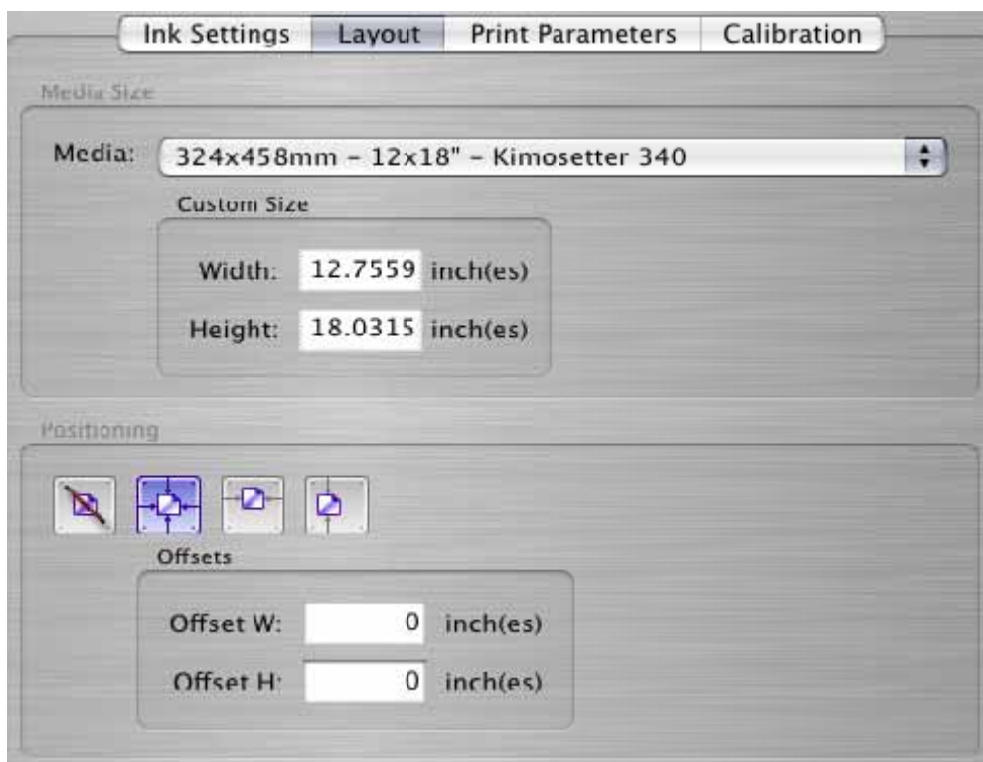 Ink Settings Layout Print Parameters Calibration
Media Size
Media: 324x458mm - 12x18" - Kimosetter 340
Custom Size
Width: 12.7559 inch(es)
Height: 18.0315 inch(es)
Positioning
Offsets
Offset W: 0 inch(es)
Offset H: 0 inch(es)